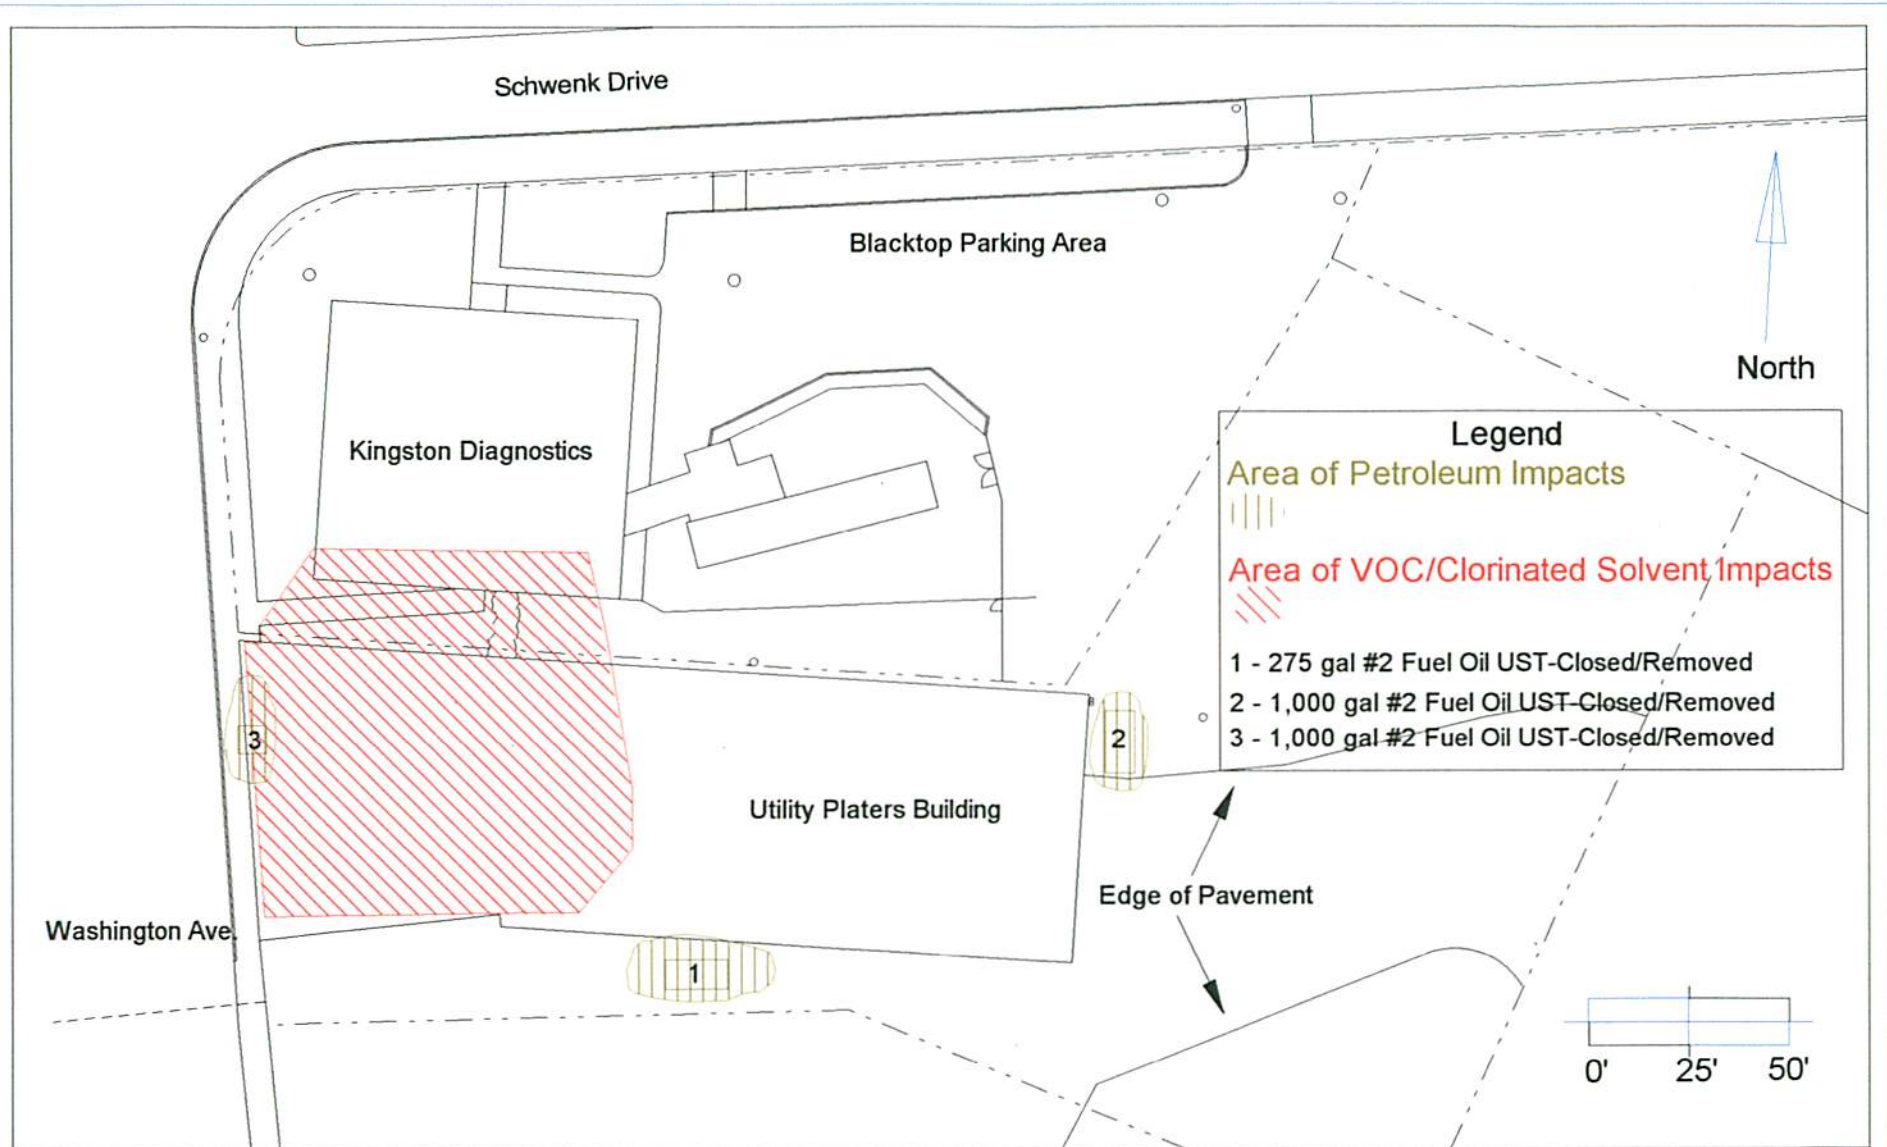 Schwenk Drive
Blacktop Parking Area
North
Kingston Diagnostics
Legend
Area of Petroleum Impacts
Area of VOC/Clorinated Solvent Impacts
1 - 275 gal #2 Fuel Oil UST-Closed/Removed
2 - 1,000 gal #2 Fuel Oil UST-Closed/Removed
3 - 1,000 gal #2 Fuel Oil UST-Closed/Removed
3
2
Utility Platers Building
Edge of Pavement
Washington Ave.
1
0' 25' 50'